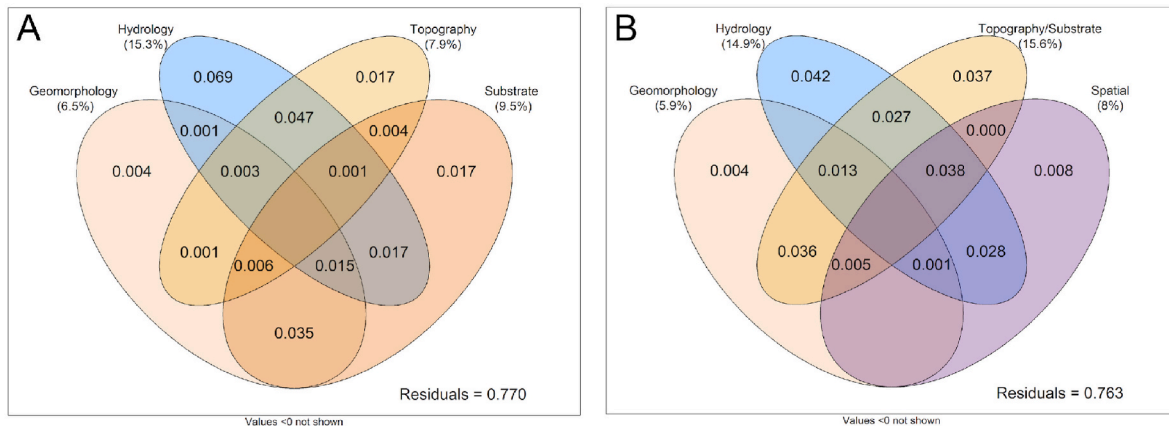 A
Hydrology
(15.3%)
Topography
(7.9%)
Geomorphology
(6.5%)
Substrate
(9.5%)
0.069
0.017
0.001
0.047
0.004
0.004
0.003
0.001
0.017
0.001
0.006
0.015
0.017
0.035
Residuals = 0.770
Values <0 not shown
B
Hydrology
(14.9%)
Topography/Substrate
(15.6%)
Geomorphology
(5.9%)
Spatial
(8%)
0.042
0.037
0.027
0.000
0.004
0.013
0.038
0.008
0.036
0.005
0.001
0.028
Residuals = 0.763
Values <0 not shown